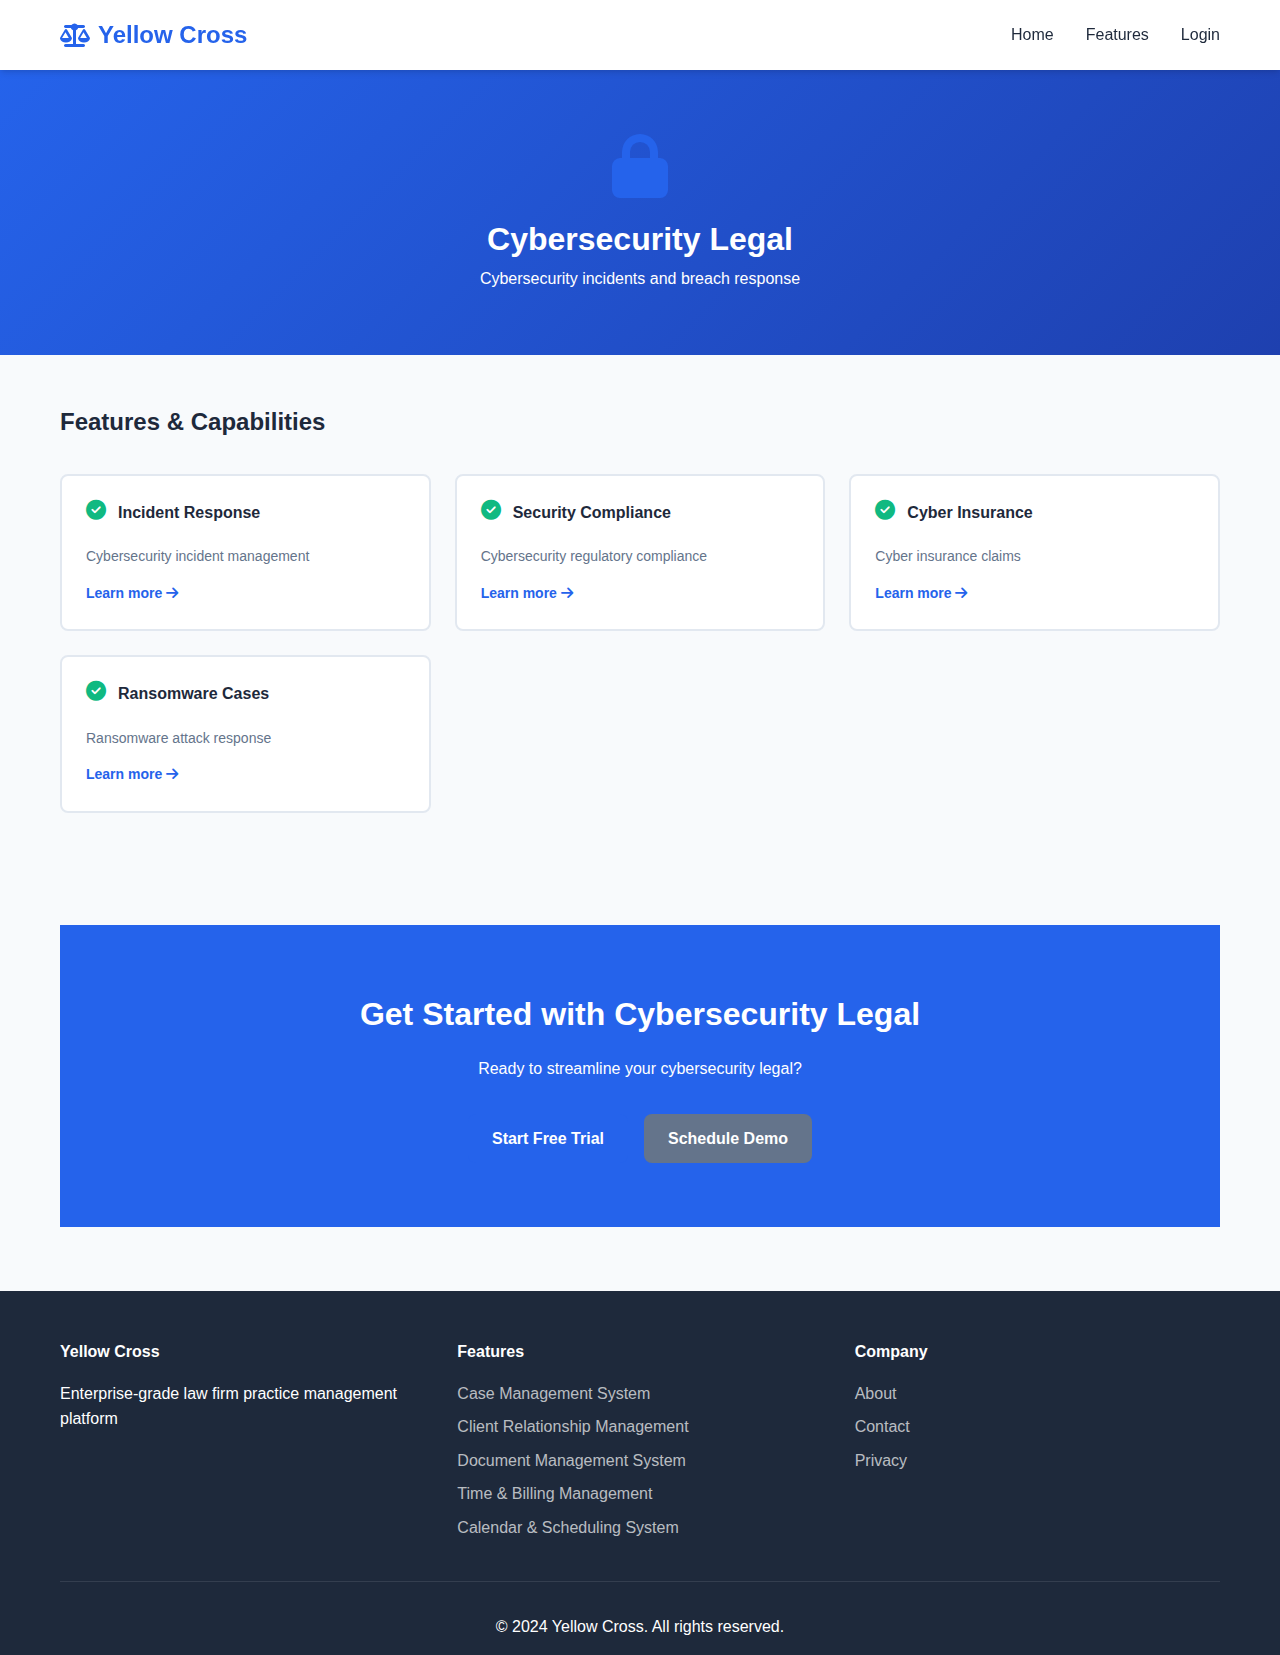 Yellow Cross
Home
Features
Login
Cybersecurity Legal
Cybersecurity incidents and breach response
Features & Capabilities
Incident Response
Cybersecurity incident management
Learn more
Security Compliance
Cybersecurity regulatory compliance
Learn more
Cyber Insurance
Cyber insurance claims
Learn more
Ransomware Cases
Ransomware attack response
Learn more
Get Started with Cybersecurity Legal
Ready to streamline your cybersecurity legal?
Start Free Trial
Schedule Demo
Yellow Cross
Enterprise-grade law firm practice management
platform
Features
Case Management System
Client Relationship Management
Document Management System
Time & Billing Management
Calendar & Scheduling System
Company
About
Contact
Privacy
© 2024 Yellow Cross. All rights reserved.